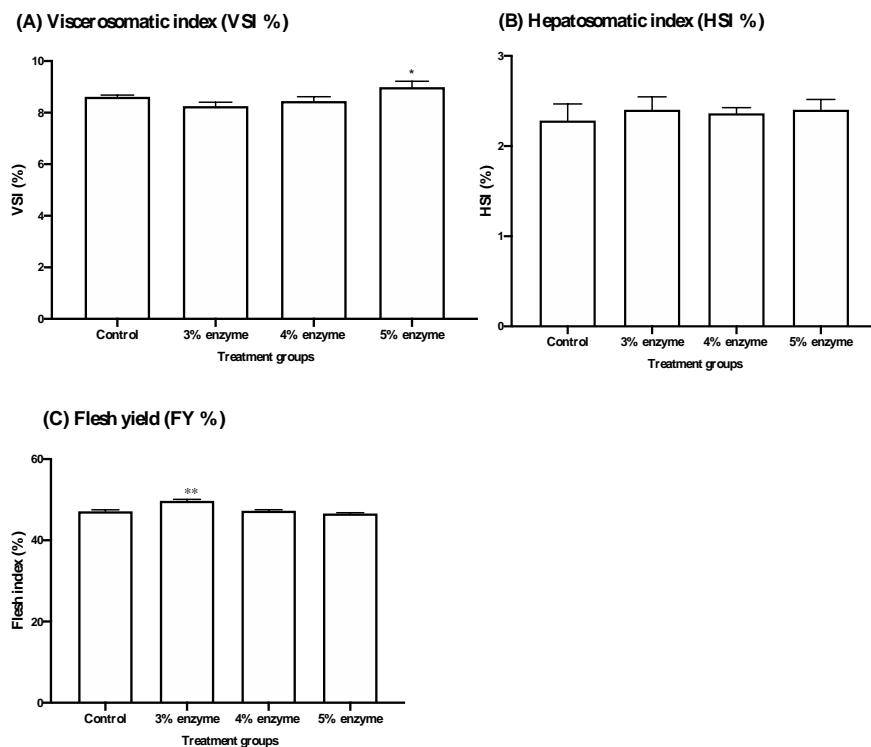 (A) Viscerosomatic index (VSI %)
10
8
6
4
2
0
VSI (%)
*
Control 3% enzyme 4% enzyme 5% enzyme
Treatment groups
(B) Hepatosomatic index (HSI %)
3
2
1
0
HSI (%)
Control 3% enzyme 4% enzyme 5% enzyme
Treatment groups
(C) Flesh yield (FY %)
60
40
20
0
Flesh index (%)
**
Control 3% enzyme 4% enzyme 5% enzyme
Treatment groups